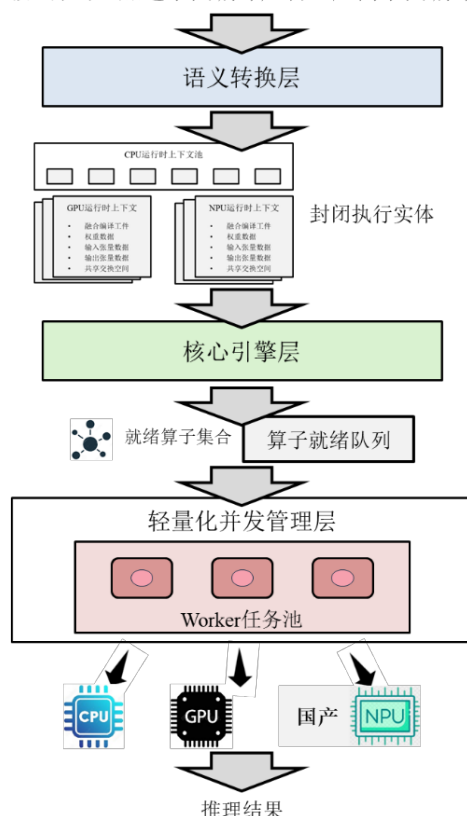 语义转换层
CPU运行时上下文池
GPU运行时上下文
• 融合编译工件
• 权重数据
• 输入张量数据
• 输出张量数据
• 共享交换空间
NPU运行时上下文
• 融合编译工件
• 权重数据
• 输入张量数据
• 输出张量数据
• 共享交换空间
封闭执行实体
核心引擎层
就绪算子集合
算子就绪队列
轻量化并发管理层
Worker任务池
CPU
GPU
国产
NPU
推理结果